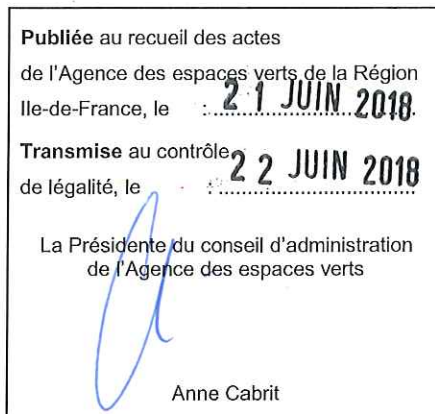 Publiée au recueil des actes
de l'Agence des espaces verts de la Région
Ile-de-France, le : 21 JUIN 2018
Transmise au contrôle
de légalité, le : 22 JUIN 2018
La Présidente du conseil d'administration
de l'Agence des espaces verts
Anne Cabrit